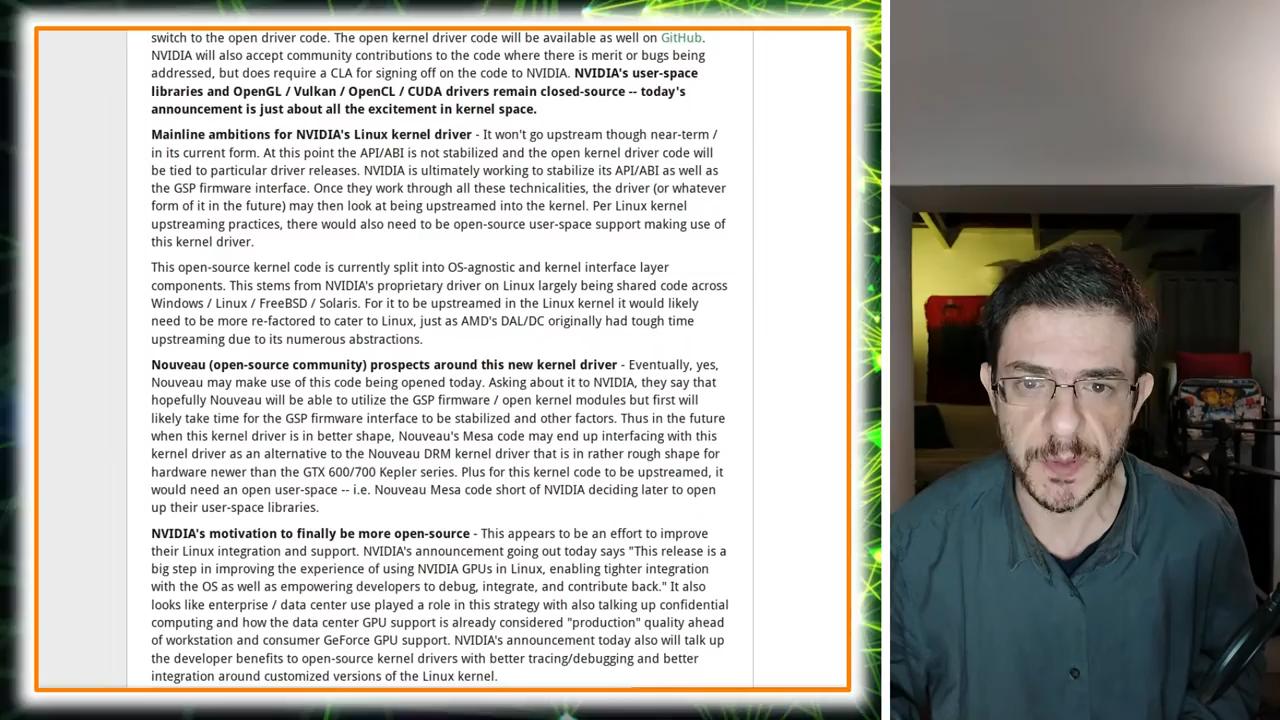 switch to the open driver code. The open kernel driver code will be available as well on GitHub.
NVIDIA will also accept community contributions to the code where there is merit or bugs being
addressed, but does require a CLA for signing off on the code to NVIDIA. NVIDIA's user-space
libraries and OpenGL / Vulkan / OpenCL / CUDA drivers remain closed-source -- today's
announcement is just about all the excitement in kernel space.
Mainline ambitions for NVIDIA's Linux kernel driver - It won't go upstream though near-term /
in its current form. At this point the API/ABI is not stabilized and the open kernel driver code will
be tied to particular driver releases. NVIDIA is ultimately working to stabilize its API/ABI as well as
the GSP firmware interface. Once they work through all these technicalities, the driver (or whatever
form of it in the future) may then look at being upstreamed into the kernel. Per Linux kernel
upstreaming practices, there would also need to be open-source user-space support making use of
this kernel driver.
This open-source kernel code is currently split into OS-agnostic and kernel interface layer
components. This stems from NVIDIA's proprietary driver on Linux largely being shared code across
Windows / Linux / FreeBSD / Solaris. For it to be upstreamed in the Linux kernel it would likely
need to be more re-factored to cater to Linux, just as AMD's DAL/DC originally had tough time
upstreaming due to its numerous abstractions.
Nouveau (open-source community) prospects around this new kernel driver - Eventually, yes,
Nouveau may make use of this code being opened today. Asking about it to NVIDIA, they say that
hopefully Nouveau will be able to utilize the GSP firmware / open kernel modules but first will
likely take time for the GSP firmware interface to be stabilized and other factors. Thus in the future
when this kernel driver is in better shape, Nouveau's Mesa code may end up interfacing with this
kernel driver as an alternative to the Nouveau DRM kernel driver that is in rather rough shape for
hardware newer than the GTX 600/700 Kepler series. Plus for this kernel code to be upstreamed, it
would need an open user-space -- i.e. Nouveau Mesa code short of NVIDIA deciding later to open
up their user-space libraries.
NVIDIA's motivation to finally be more open-source - This appears to be an effort to improve
their Linux integration and support. NVIDIA's announcement going out today says "This release is a
big step in improving the experience of using NVIDIA GPUs in Linux, enabling tighter integration
with the OS as well as empowering developers to debug, integrate, and contribute back." It also
looks like enterprise / data center use played a role in this strategy with also talking up confidential
computing and how the data center GPU support is already considered "production" quality ahead
of workstation and consumer GeForce GPU support. NVIDIA's announcement today also will talk up
the developer benefits to open-source kernel drivers with better tracing/debugging and better
integration around customized versions of the Linux kernel.